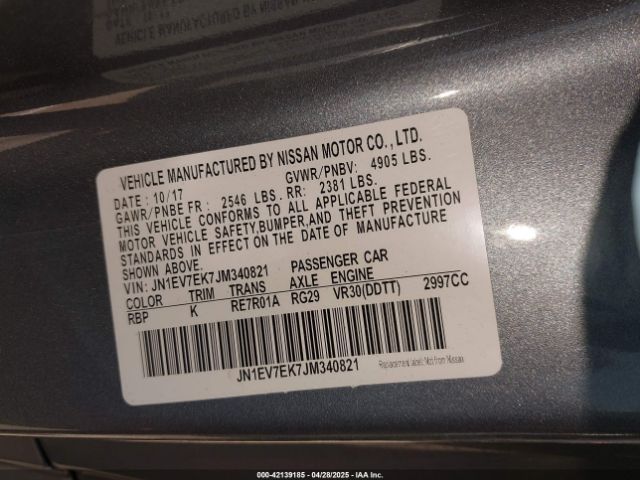 VEHICLE MANUFACTURED BY NISSAN MOTOR CO., LTD.
DATE: 10/17 GVWR/PNBV: 4905 LBS.
GAWR/PNBE FR: 2546 LBS. RR: 2381 LBS.
THIS VEHICLE CONFORMS TO ALL APPLICABLE FEDERAL
MOTOR VEHICLE SAFETY,BUMPER,AND THEFT PREVENTION
STANDARDS IN EFFECT ON THE DATE OF MANUFACTURE
SHOWN ABOVE.
VIN: JN1EV7EK7JM340821 PASSENGER CAR
COLOR TRIM TRANS AXLE ENGINE
RBP K RE7R01A RG29 VR30(DDTT) 2997CC
JN1EV7EK7JM340821
Replacement label: Not from Nissan
000-42139185 - 04/28/2025 - IAA Inc.